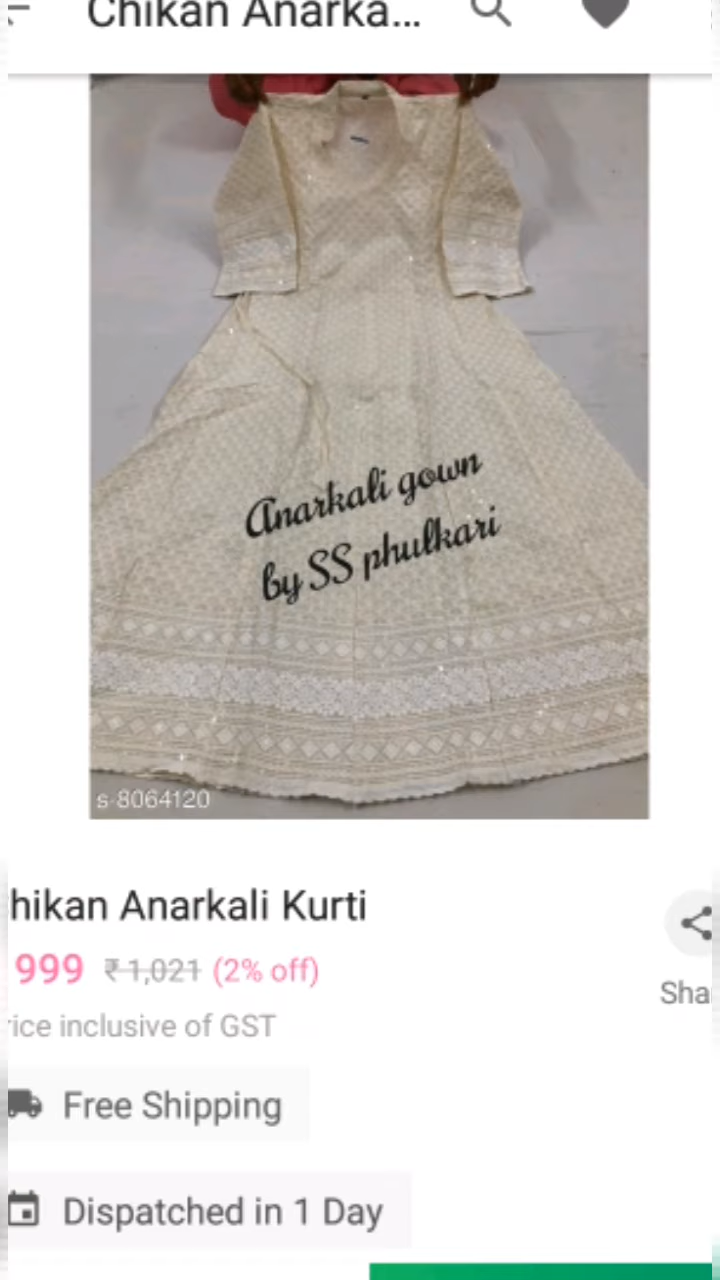 Chikan Anarka...
Anarkali gown
by SS phulkari
s-8064120
hikan Anarkali Kurti
999 ₹1,021 (2% off)
rice inclusive of GST
Sha
Free Shipping
Dispatched in 1 Day